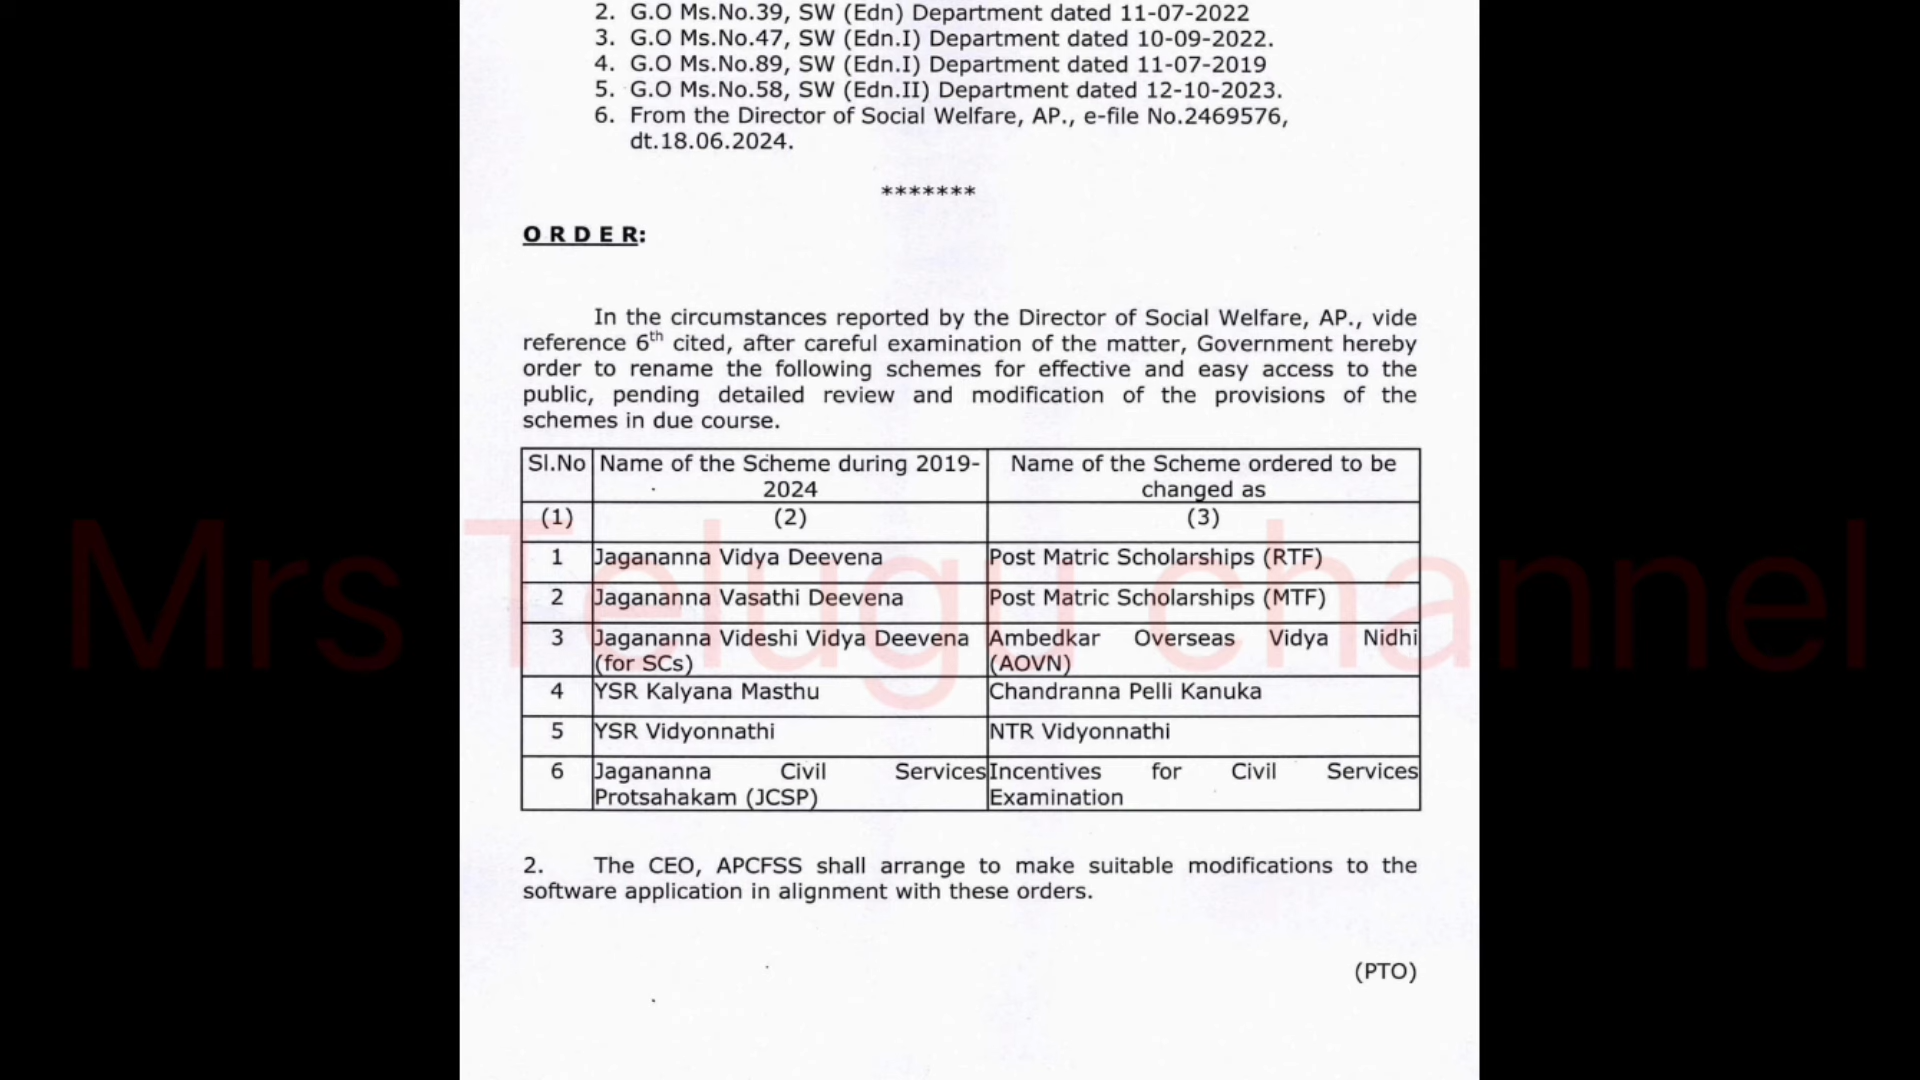 2. G.O Ms.No.39, SW (Edn) Department dated 11-07-2022
3. G.O Ms.No.47, SW (Edn.I) Department dated 10-09-2022.
4. G.O Ms.No.89, SW (Edn.I) Department dated 11-07-2019
5. G.O Ms.No.58, SW (Edn.II) Department dated 12-10-2023.
6. From the Director of Social Welfare, AP., e-file No.2469576,
dt.18.06.2024.
*******
O R D E R:
In the circumstances reported by the Director of Social Welfare, AP., vide
reference 6th cited, after careful examination of the matter, Government hereby
order to rename the following schemes for effective and easy access to the
public, pending detailed review and modification of the provisions of the
schemes in due course.
Sl.No Name of the Scheme during 2019- Name of the Scheme ordered to be
2024 changed as
(1) (2) (3)
1 Jagananna Vidya Deevena Post Matric Scholarships (RTF)
2 Jagananna Vasathi Deevena Post Matric Scholarships (MTF)
3 Jagananna Videshi Vidya Deevena Ambedkar Overseas Vidya Nidhi
(for SCs) (AOVN)
4 YSR Kalyana Masthu Chandranna Pelli Kanuka
5 YSR Vidyonnathi NTR Vidyonnathi
6 Jagananna Civil Services Incentives for Civil Services
Protsahakam (JCSP) Examination
Mrs Telugu channel
2. The CEO, APCFSS shall arrange to make suitable modifications to the
software application in alignment with these orders.
(PTO)